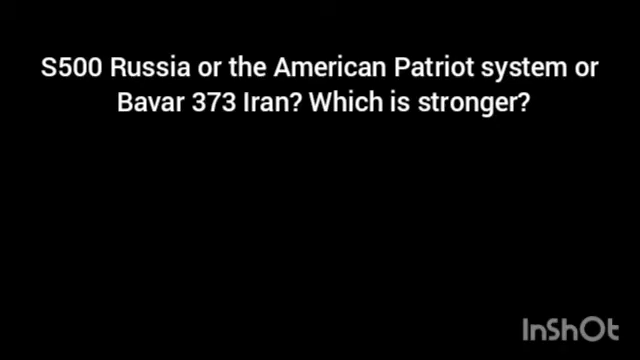 S500 Russia or the American Patriot system or
Bavar 373 Iran? Which is stronger?
InShOt